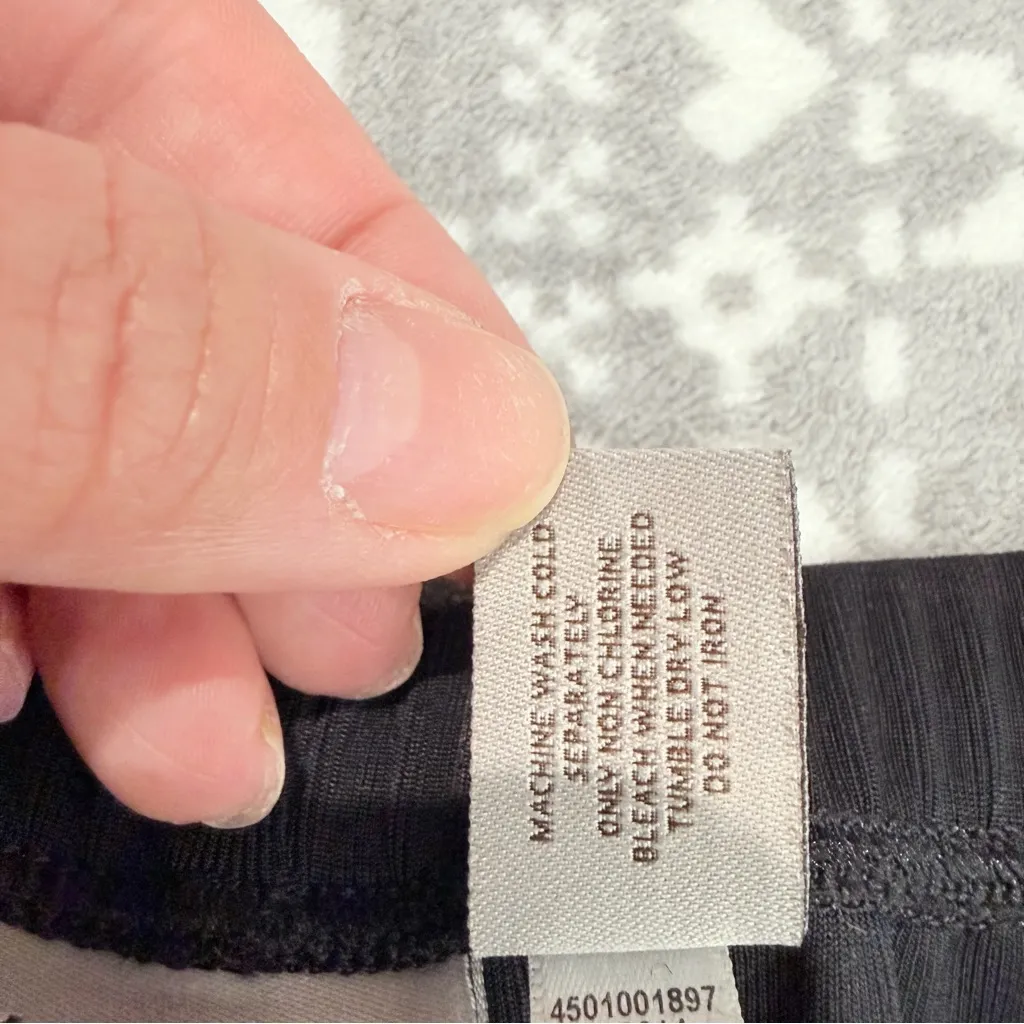 MACHINE WASH COLD
SEPARATELY
ONLY NON CHLORINE
BLEACH WHEN NEEDED
TUMBLE DRY LOW
DO NOT IRON
4501001897